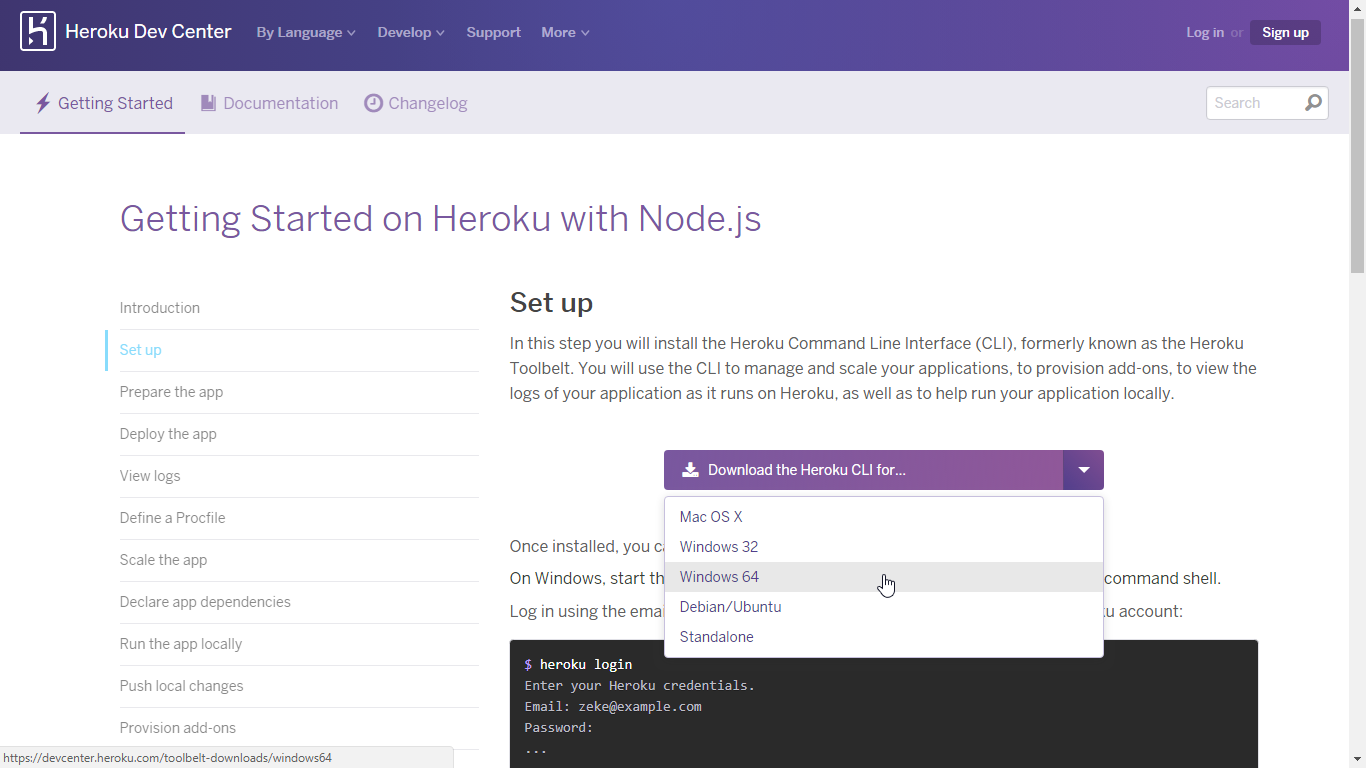 Heroku Dev Center By Language Develop Support More Log in or Sign up
Getting Started Documentation Changelog Search
Getting Started on Heroku with Node.js
Introduction
Set up
Prepare the app
Deploy the app
View logs
Define a Procfile
Scale the app
Declare app dependencies
Run the app locally
Push local changes
Provision add-ons
Set up
In this step you will install the Heroku Command Line Interface (CLI), formerly known as the Heroku
Toolbelt. You will use the CLI to manage and scale your applications, to provision add-ons, to view the
logs of your application as it runs on Heroku, as well as to help run your application locally.
Download the Heroku CLI for...
Mac OS X
Windows 32
Windows 64
Debian/Ubuntu
Standalone
Once installed, you
On Windows, start command shell.
Log in using the account:
$ heroku login
Enter your Heroku credentials.
Email: zeke@example.com
Password:
...
https://devcenter.heroku.com/toolbelt-downloads/windows64